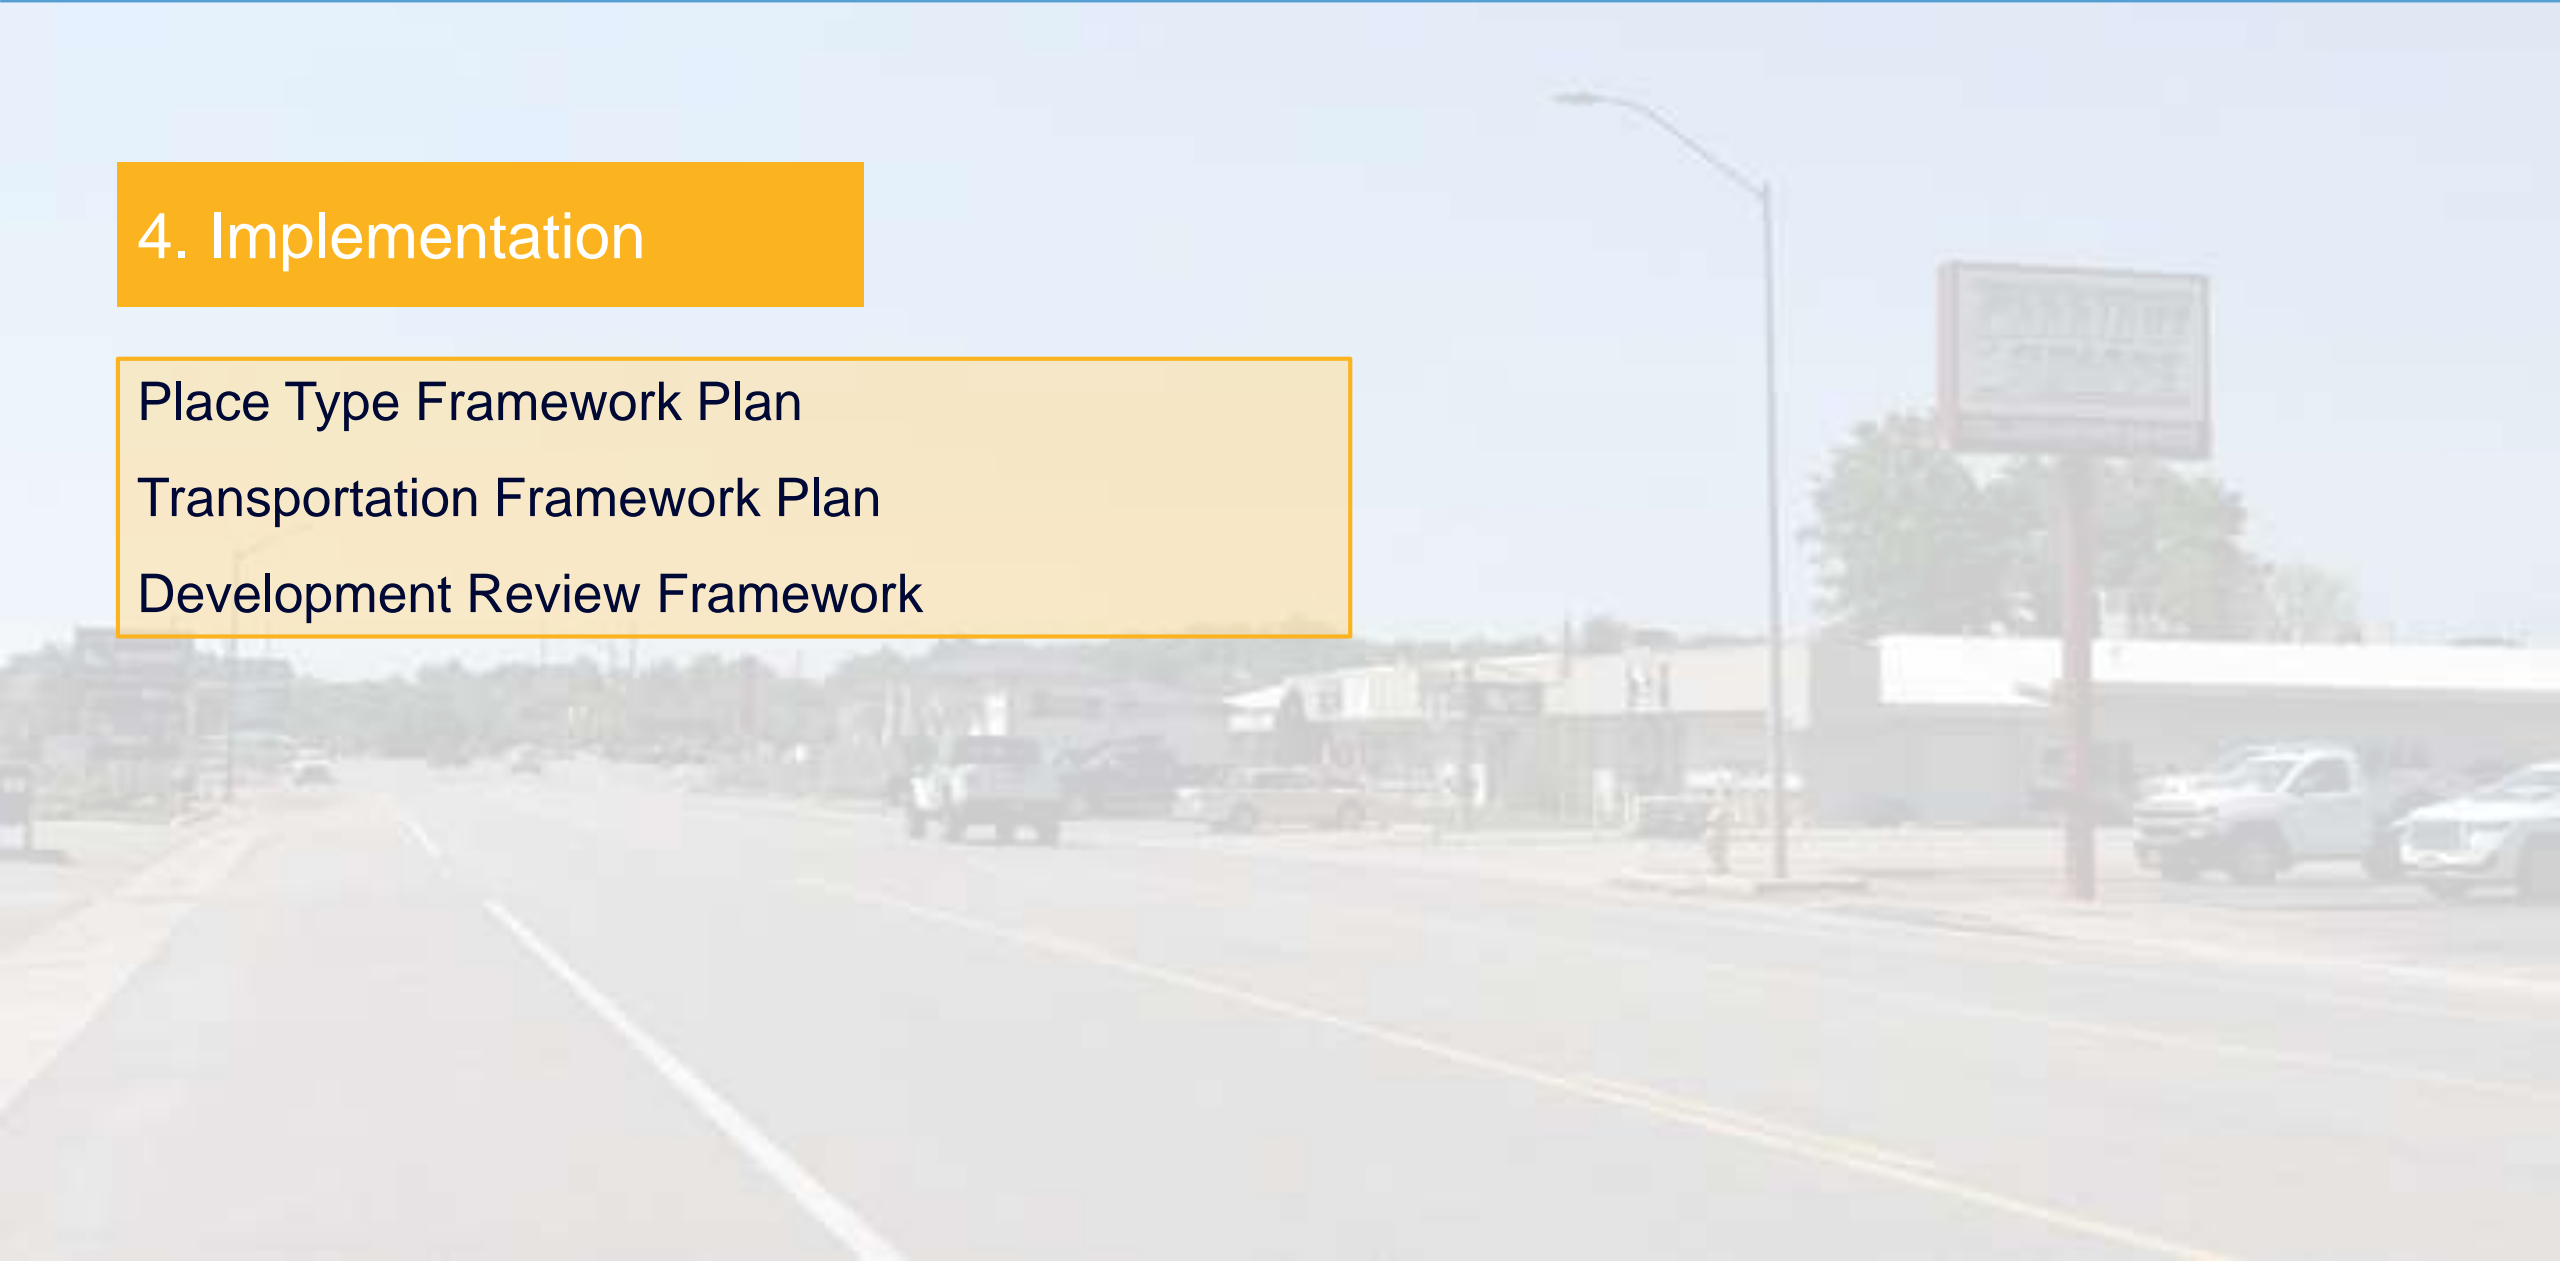 4. Implementation
Place Type Framework Plan
Transportation Framework Plan
Development Review Framework